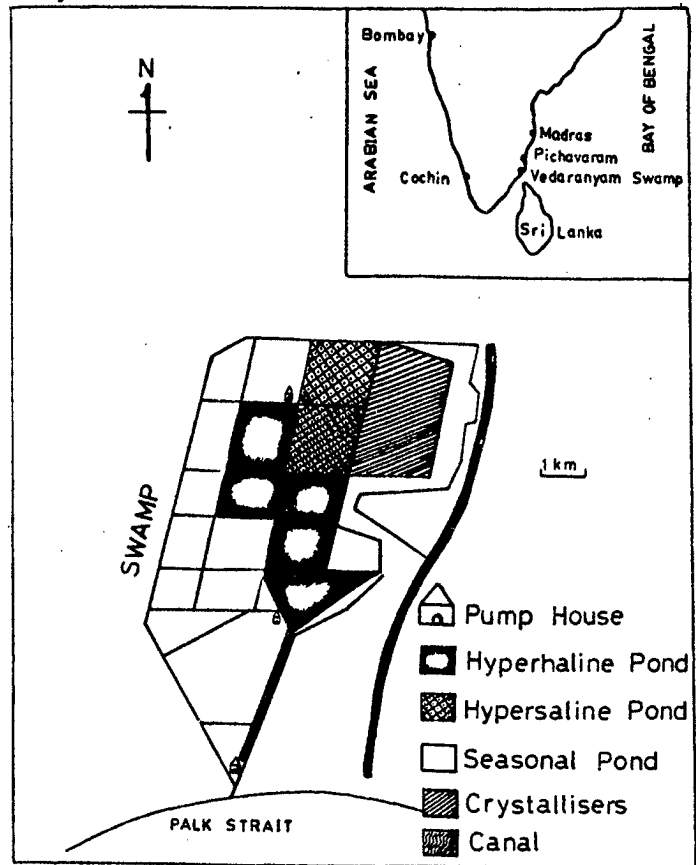 N
Bombay
ARABIAN SEA
BAY OF BENGAL
Madras
Pichavaram
Cochin
Vedaranyam Swamp
Sri Lanka
1 km
SWAMP
Pump House
Hyperhaline Pond
Hypersaline Pond
Seasonal Pond
Crystallisers
Canal
PALK STRAIT